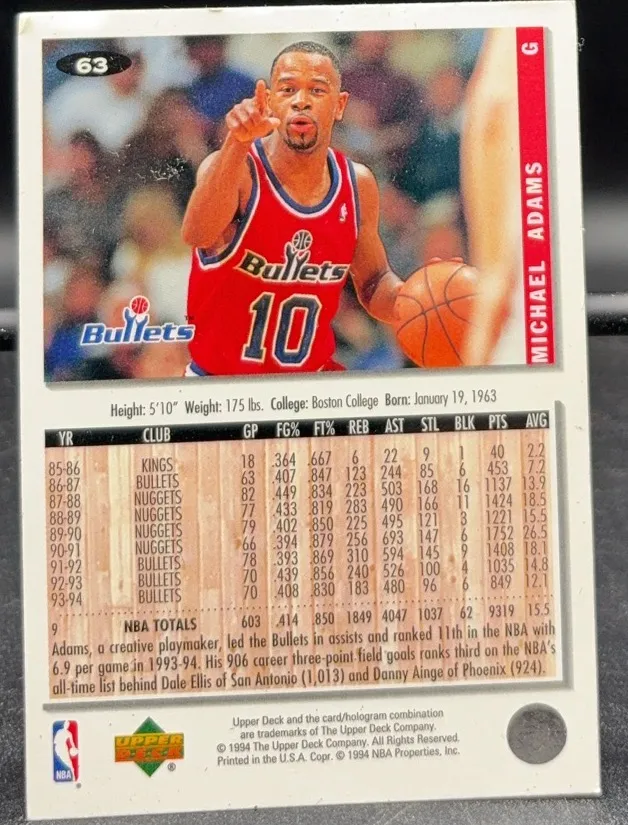 63
G
MICHAEL ADAMS
Bullets
10
Bullets™
Height: 5'10" Weight: 175 lbs. College: Boston College Born: January 19, 1963
YR CLUB GP FG% FT% REB AST STL BLK PTS AVG
85-86 KINGS 18 .364 .667 6 22 9 1 40 2.2
86-87 BULLETS 63 .407 .847 123 244 85 6 453 7.2
87-88 NUGGETS 82 .449 .834 223 503 168 16 1137 13.9
88-89 NUGGETS 77 .433 .819 283 490 166 11 1424 18.5
89-90 NUGGETS 79 .402 .850 225 495 121 3 1221 15.5
90-91 NUGGETS 66 .394 .879 256 693 147 6 1752 26.5
91-92 BULLETS 78 .393 .869 310 594 145 9 1408 18.1
92-93 BULLETS 70 .439 .856 240 526 100 4 1035 4.8
93-94 BULLETS 70 .408 .830 183 480 96 6 849 12.1
9 NBA TOTALS 603 .414 .850 1849 4047 1037 62 9319 15.5
Adams, a creative playmaker, led the Bullets in assists and ranked 11th in the NBA with
6.9 per game in 1993-94. His 906 career three-point field goals ranks third on the NBA's
all-time list behind Dale Ellis of San Antonio (1,013) and Danny Ainge of Phoenix (924).
NBA
UPPER DECK ®
Upper Deck and the card/hologram combination
are trademarks of The Upper Deck Company.
© 1994 The Upper Deck Company. All Rights Reserved.
Printed in the U.S.A. Copr. © 1994 NBA Properties, Inc.